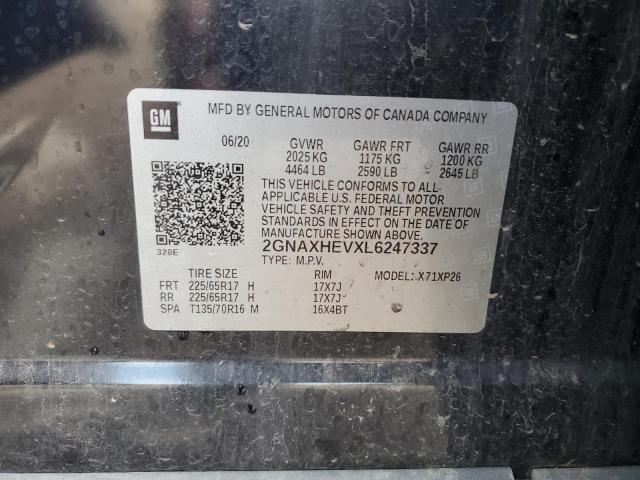 GM
MFD BY GENERAL MOTORS OF CANADA COMPANY
06/20 GVWR GAWR FRT GAWR RR
2025 KG 1175 KG 1200 KG
4464 LB 2590 LB 2645 LB
THIS VEHICLE CONFORMS TO ALL
APPLICABLE U.S. FEDERAL MOTOR
VEHICLE SAFETY AND THEFT PREVENTION
STANDARDS IN EFFECT ON THE DATE OF
MANUFACTURE SHOWN ABOVE.
328E
2GNAXHEVXL6247337
TYPE: M.P.V. MODEL: X71XP26
TIRE SIZE RIM
FRT 225/65R17 H 17X7J
RR 225/65R17 H 17X7J
SPA T135/70R16 M 16X4BT